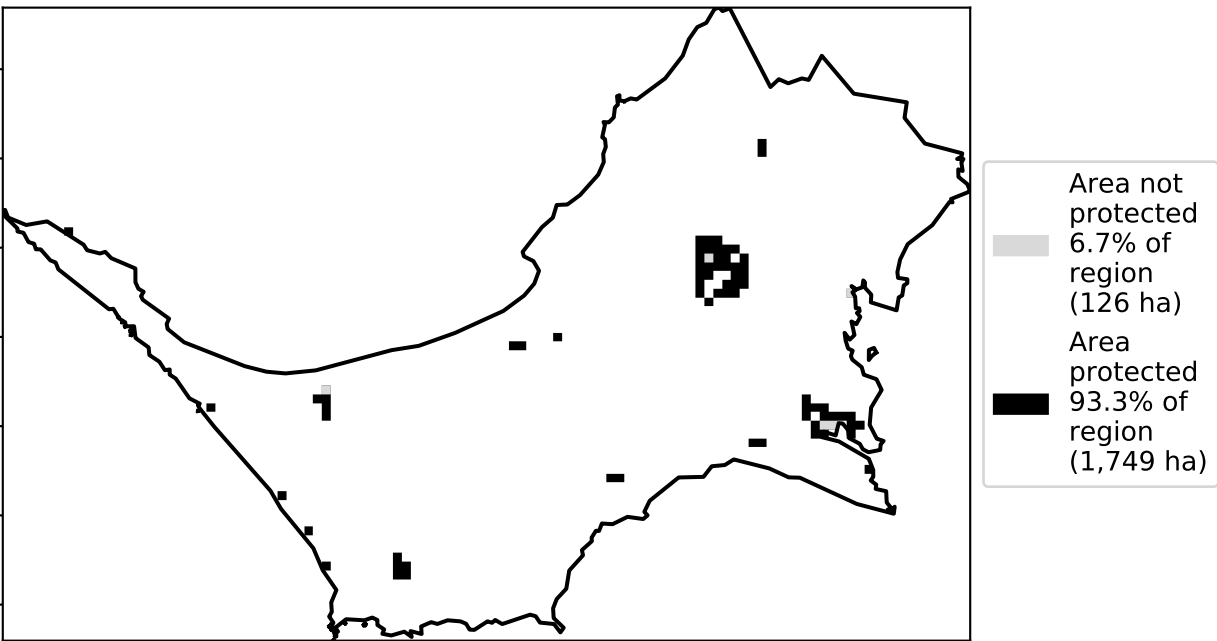 Area not
protected
6.7% of
region
(126 ha)
Area
protected
93.3% of
region
(1,749 ha)